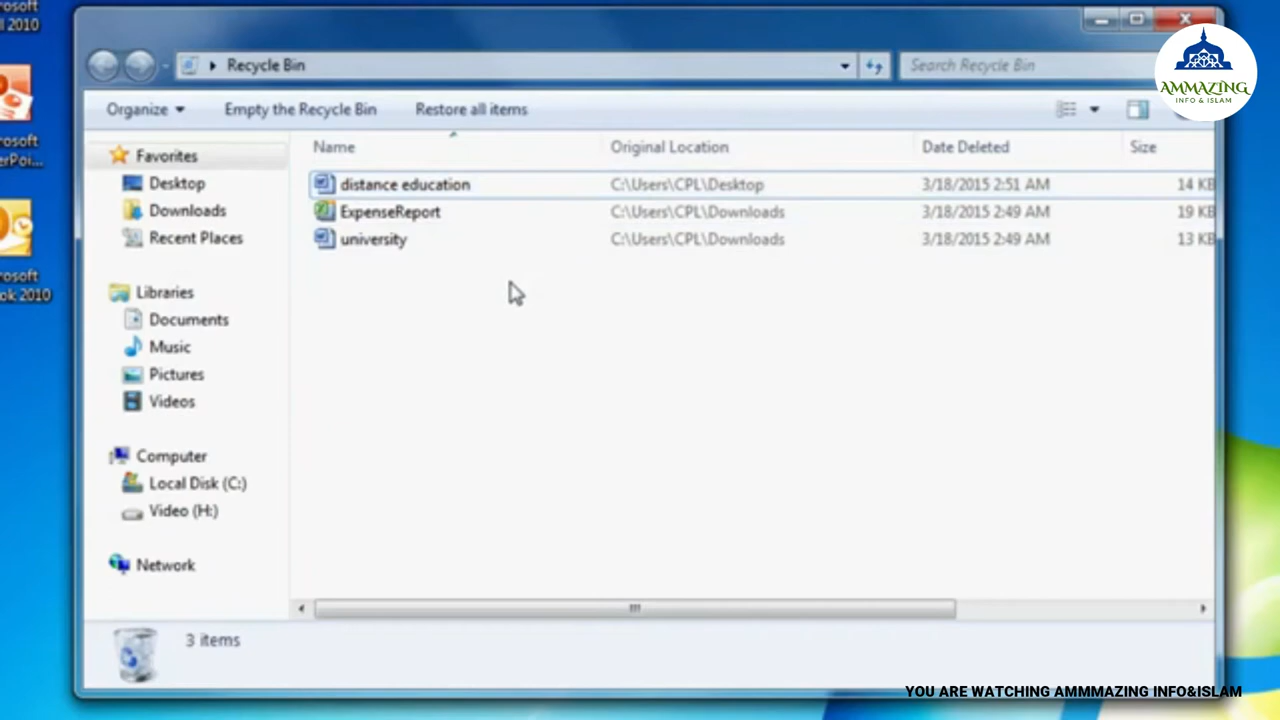 rosoft
l 2010
rosoft
erPoi...
rosoft
ok 2010
Recycle Bin
Search Recycle Bin
AMMAZING
INFO & ISLAM
Organize
Empty the Recycle Bin
Restore all items
Name Original Location Date Deleted Size
distance education C:\Users\CPL\Desktop 3/18/2015 2:51 AM 14 KB
ExpenseReport C:\Users\CPL\Downloads 3/18/2015 2:49 AM 19 KB
university C:\Users\CPL\Downloads 3/18/2015 2:49 AM 13 KB
Favorites
Desktop
Downloads
Recent Places
Libraries
Documents
Music
Pictures
Videos
Computer
Local Disk (C:)
Video (H:)
Network
3 items
YOU ARE WATCHING AMMMAZING INFO&ISLAM